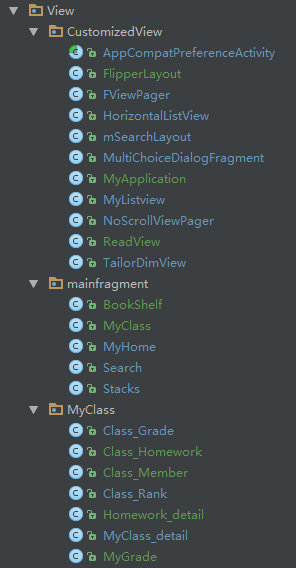 View
CustomizedView
AppCompatPreferenceActivity
FlipperLayout
FViewPager
HorizontalListView
mSearchLayout
MultiChoiceDialogFragment
MyApplication
MyListview
NoScrollViewPager
ReadView
TailorDimView
mainfragment
BookShelf
MyClass
MyHome
Search
Stacks
MyClass
Class_Grade
Class_Homework
Class_Member
Class_Rank
Homework_detail
MyClass_detail
MyGrade